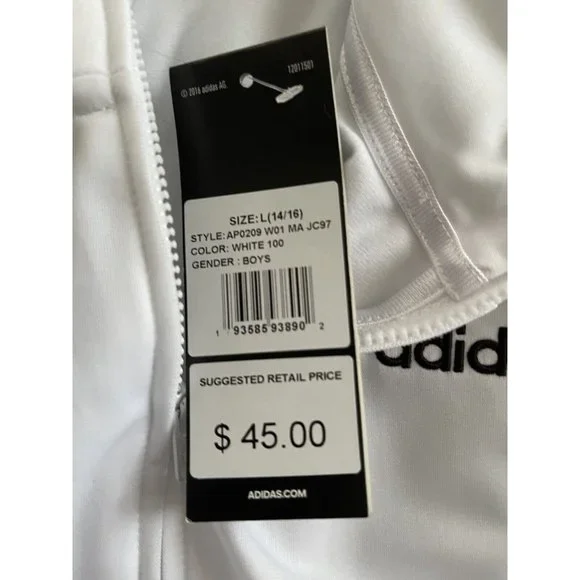 © 2016 adidas AG.
12011501
SIZE: L(14/16)
STYLE: AP0209 W01 MA JC97
COLOR: WHITE 100
GENDER : BOYS
1 93585 93890 2
SUGGESTED RETAIL PRICE
$ 45.00
ADIDAS.COM
adid